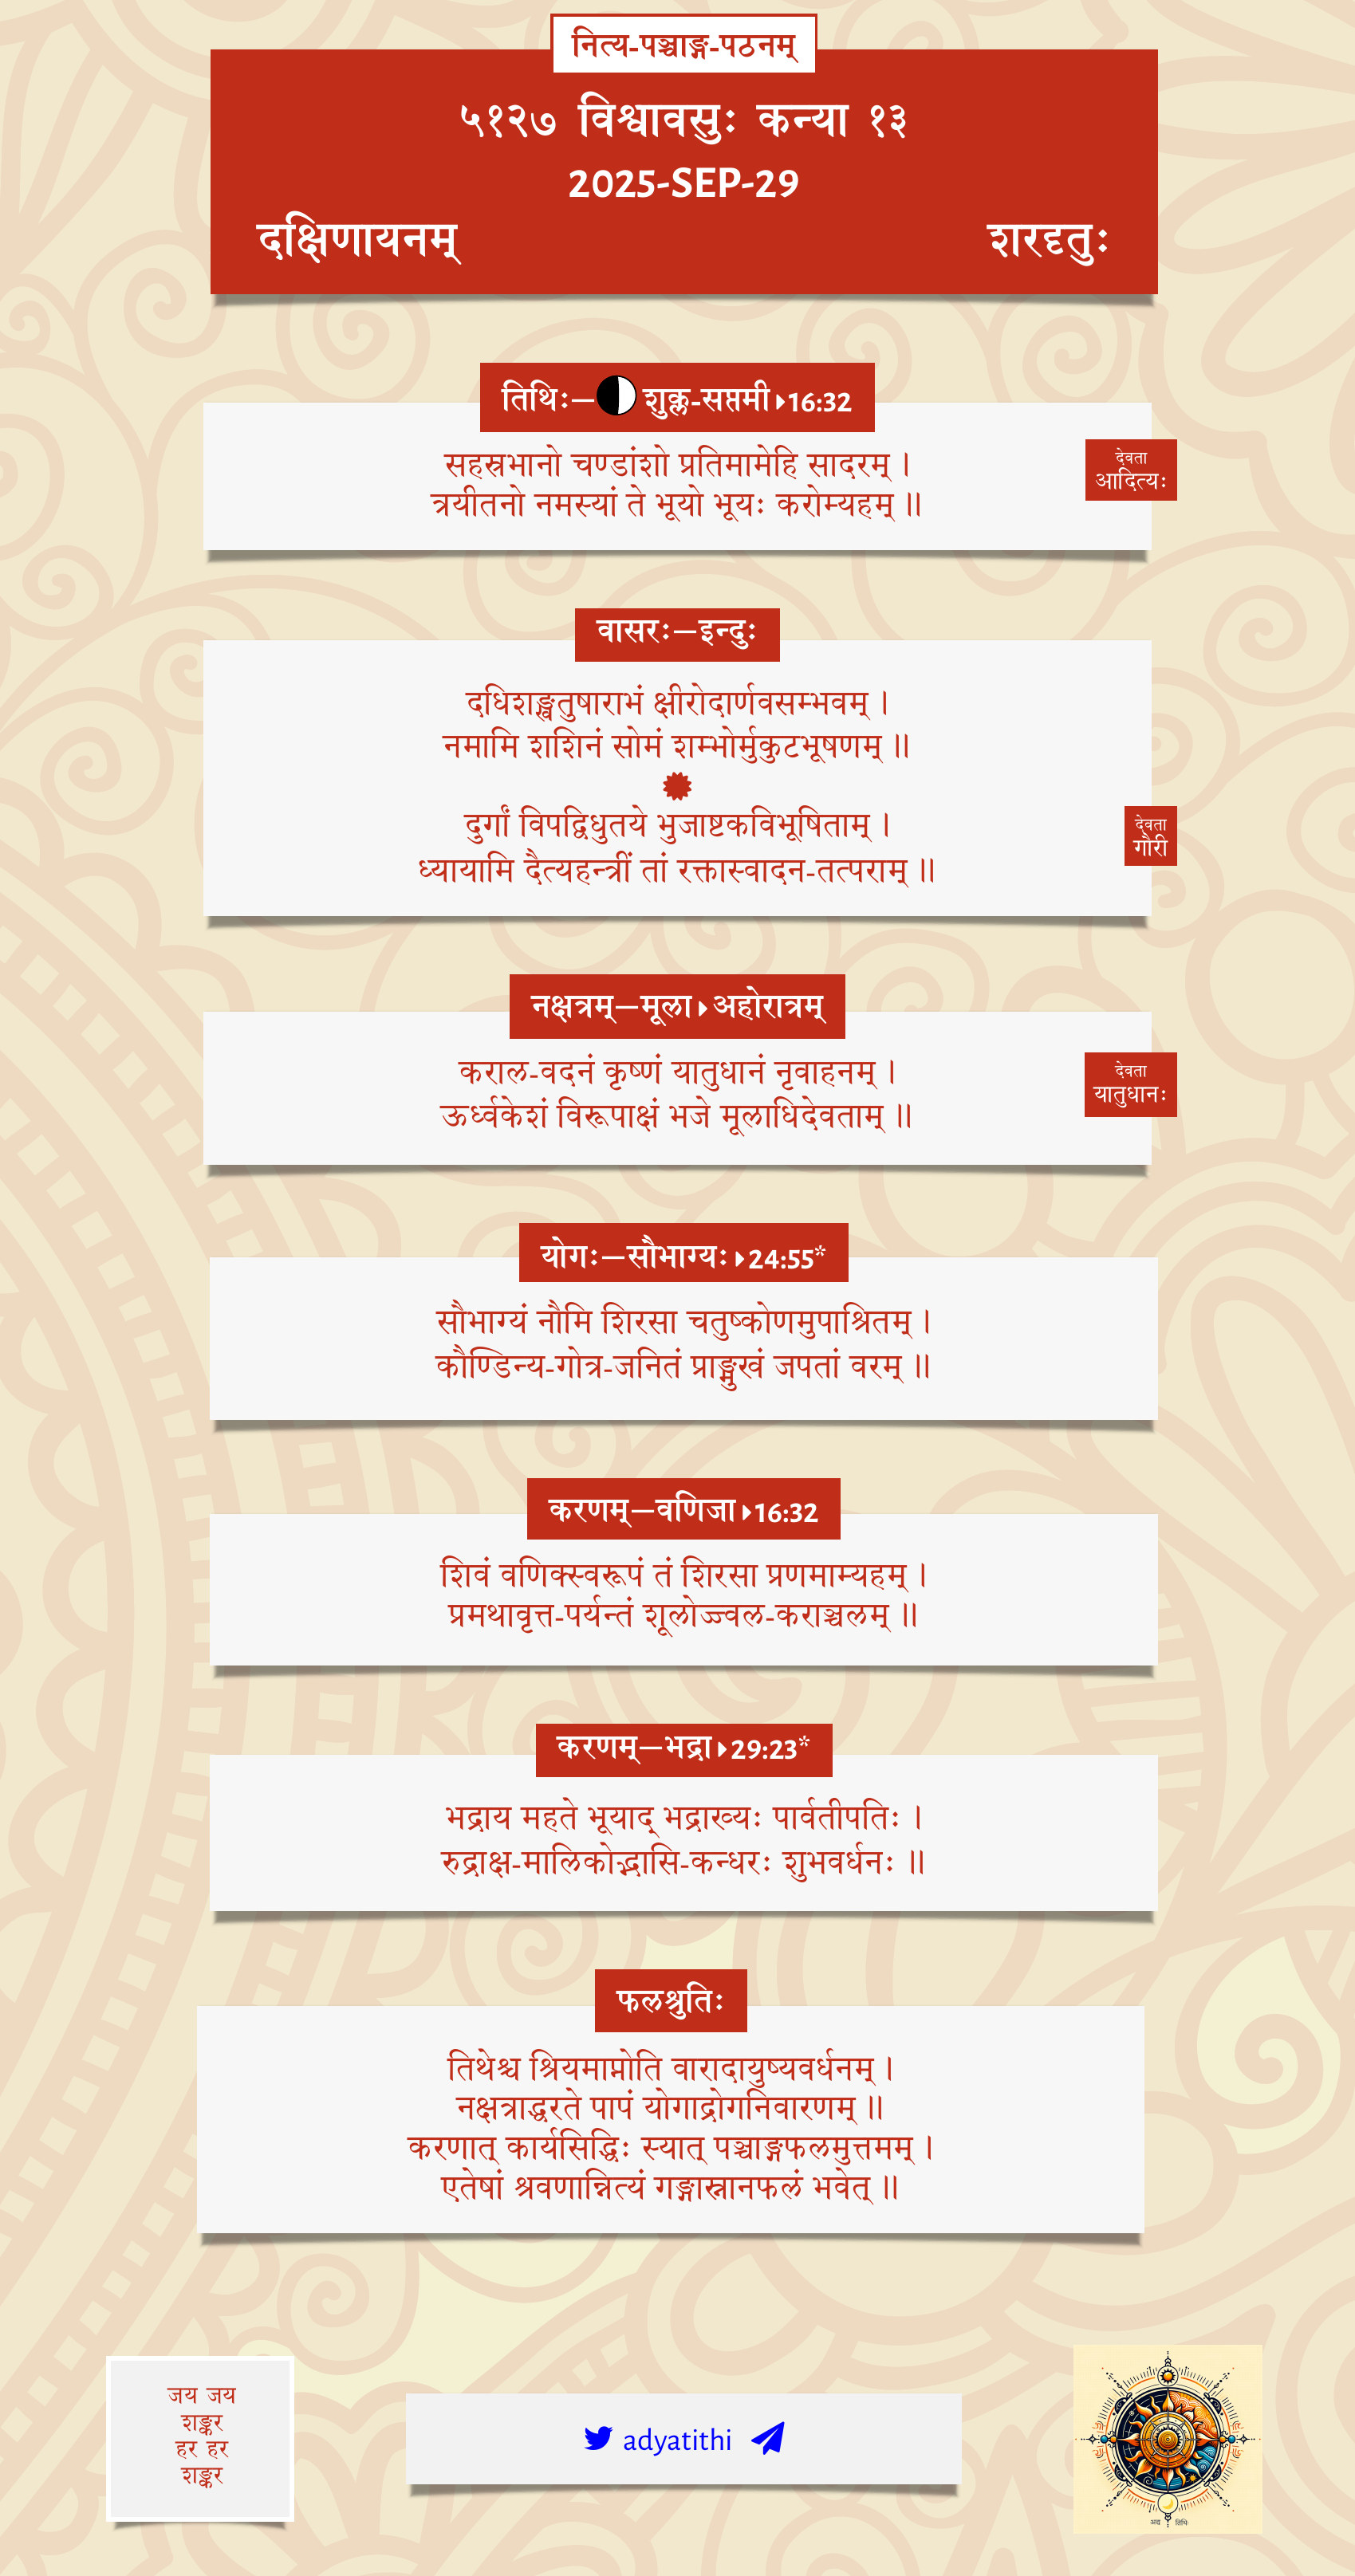 नित्य-पञ्चाङ्ग-पठनम्
५१२७ विश्वावसुः कन्या १३
2025-SEP-29
दक्षिणायनम् शरदृतुः
तिथिः— शुक्ल-सप्तमी 16:32
सहस्रभानो चण्डांशो प्रतिमामेहि सादरम् ।
त्रयीतनो नमस्यां ते भूयो भूयः करोम्यहम् ॥
देवता
आदित्यः
वासरः—इन्दुः
दधिशङ्खतुषाराभं क्षीरोदार्णवसम्भवम् ।
नमामि शशिनं सोमं शम्भोर्मुकुटभूषणम् ॥
दुर्गां विपद्विधुतये भुजाष्टकविभूषिताम् ।
ध्यायामि दैत्यहन्त्रीं तां रक्तास्वादन-तत्पराम् ॥
देवता
गौरी
नक्षत्रम्—मूला अहोरात्रम्
कराल-वदनं कृष्णं यातुधानं नृवाहनम् ।
ऊर्ध्वकेशं विरूपाक्षं भजे मूलाधिदेवताम् ॥
देवता
यातुधानः
योगः—सौभाग्यः 24:55*
सौभाग्यं नौमि शिरसा चतुष्कोणमुपाश्रितम् ।
कौण्डिन्य-गोत्र-जनितं प्राङ्मुखं जपतां वरम् ॥
करणम्—वणिजा 16:32
शिवं वणिक्स्वरूपं तं शिरसा प्रणमाम्यहम् ।
प्रमथावृत्त-पर्यन्तं शूलोज्ज्वल-कराञ्चलम् ॥
करणम्—भद्रा 29:23*
भद्राय महते भूयाद् भद्राख्यः पार्वतीपतिः ।
रुद्राक्ष-मालिकोद्भासि-कन्धरः शुभवर्धनः ॥
फलश्रुतिः
तिथेश्च श्रियमाप्नोति वारादायुष्यवर्धनम् ।
नक्षत्राद्धरते पापं योगाद्रोगनिवारणम् ॥
करणात् कार्यसिद्धिः स्यात् पञ्चाङ्गफलमुत्तमम् ।
एतेषां श्रवणान्नित्यं गङ्गास्नानफलं भवेत् ॥
जय जय
शङ्कर
हर हर
शङ्कर
adyatithi
अद्य तिथिः